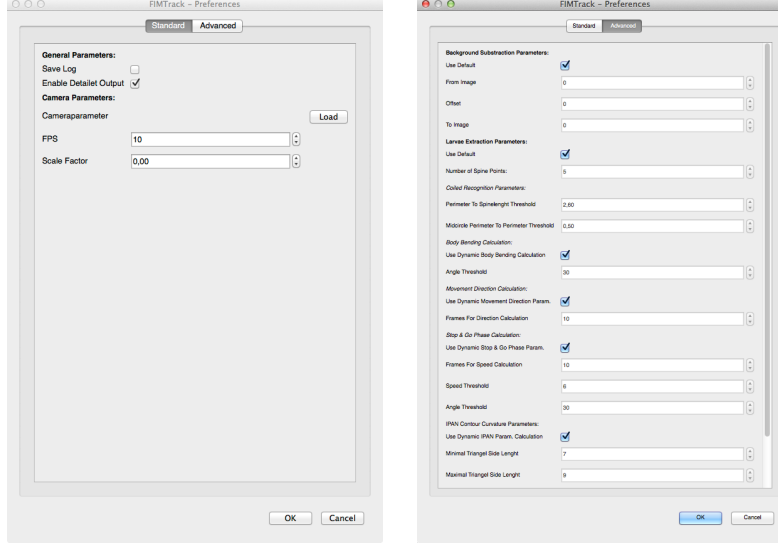 FIMTrack – Preferences
Standard Advanced
General Parameters:
Save Log
Enable Detailet Output
Camera Parameters:
Cameraparameter Load
FPS 10
Scale Factor 0,00
OK Cancel
FIMTrack – Preferences
Standard Advanced
Background Substraction Parameters:
Use Default
From Image 0
Offset 0
To Image 0
Larvae Extraction Parameters:
Use Default
Number of Spine Points: 5
Coiled Recognition Parameters:
Perimeter To Spinelenght Threshold 2,80
Midcircle Perimeter To Perimeter Threshold 0,50
Body Bending Calculation:
Use Dynamic Body Bending Calculation
Angle Threshold 30
Movement Direction Calculation:
Use Dynamic Movement Direction Param.
Frames For Direction Calculation 10
Stop & Go Phase Calculation:
Use Dynamic Stop & Go Phase Param.
Frames For Speed Calculation 10
Speed Threshold 6
Angle Threshold 30
IPAN Contour Curvature Parameters:
Use Dynamic IPAN Param. Calculation
Minimal Triangel Side Lenght 7
Maximal Triangel Side Lenght 9
OK Cancel